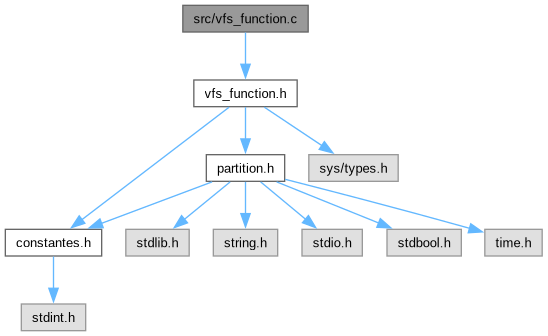 src/vfs_function.c
vfs_function.h
partition.h
sys/types.h
constantes.h
stdlib.h
string.h
stdio.h
stdbool.h
time.h
stdint.h